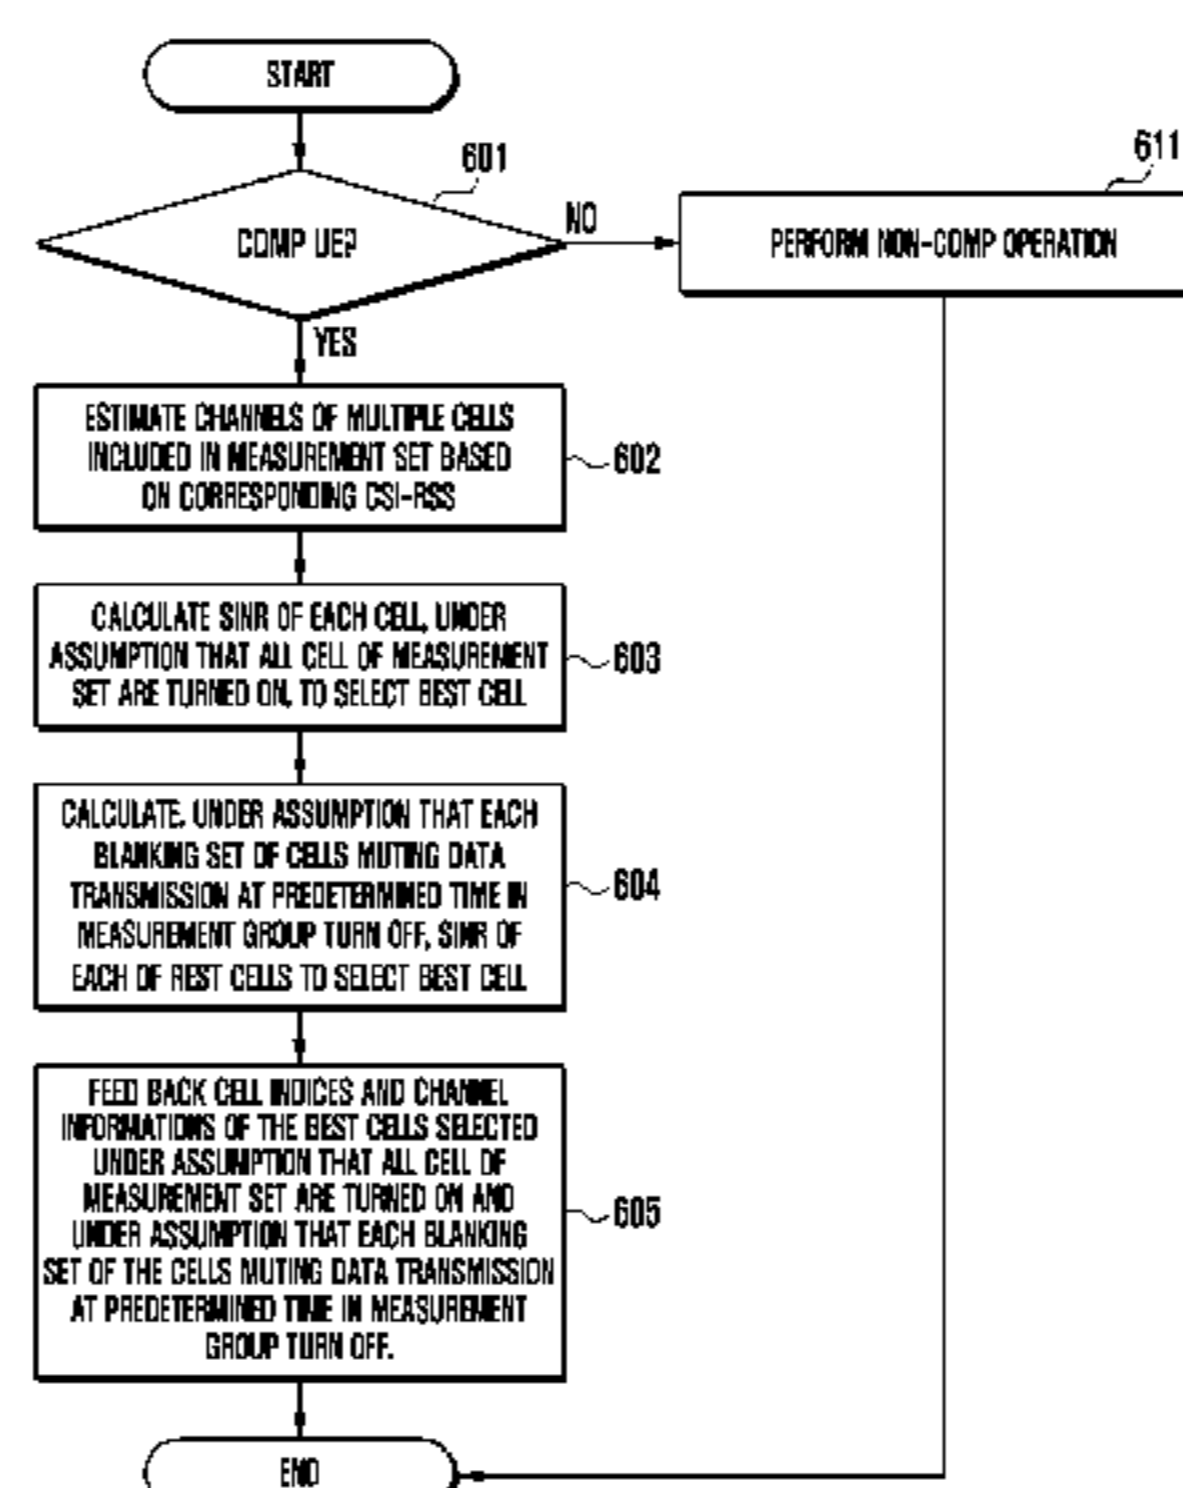 START
601
COMP UE?
NO
611
PERFORM NON-COMP OPERATION
YES
ESTIMATE CHANNELS OF MULTIPLE CELLS
INCLUDED IN MEASUREMENT SET BASED
ON CORRESPONDING CSI-RSS
602
CALCULATE SINR OF EACH CELL, UNDER
ASSUMPTION THAT ALL CELL OF MEASUREMENT
SET ARE TURNED ON, TO SELECT BEST CELL
603
CALCULATE, UNDER ASSUMPTION THAT EACH
BLANKING SET OF CELLS MUTING DATA
TRANSMISSION AT PREDETERMINED TIME IN
MEASUREMENT GROUP TURN OFF, SINR OF
EACH OF REST CELLS TO SELECT BEST CELL
604
FEED BACK CELL INDICES AND CHANNEL
INFORMATIONS OF THE BEST CELLS SELECTED
UNDER ASSUMPTION THAT ALL CELL OF
MEASUREMENT SET ARE TURNED ON AND
UNDER ASSUMPTION THAT EACH BLANKING
SET OF THE CELLS MUTING DATA TRANSMISSION
AT PREDETERMINED TIME IN MEASUREMENT
GROUP TURN OFF.
605
END